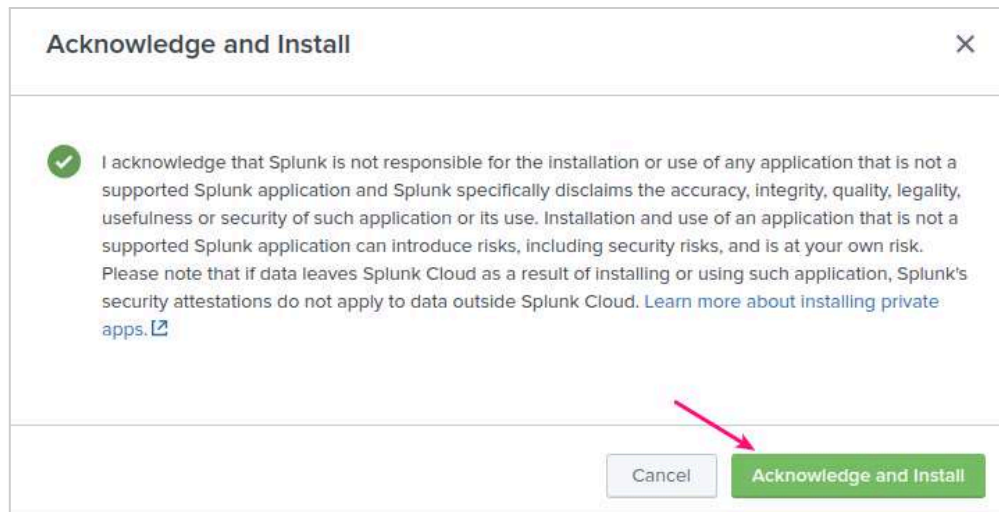 Acknowledge and Install
I acknowledge that Splunk is not responsible for the installation or use of any application that is not a
supported Splunk application and Splunk specifically disclaims the accuracy, integrity, quality, legality,
usefulness or security of such application or its use. Installation and use of an application that is not a
supported Splunk application can introduce risks, including security risks, and is at your own risk.
Please note that if data leaves Splunk Cloud as a result of installing or using such application, Splunk's
security attestations do not apply to data outside Splunk Cloud. Learn more about installing private
apps.
Cancel
Acknowledge and Install